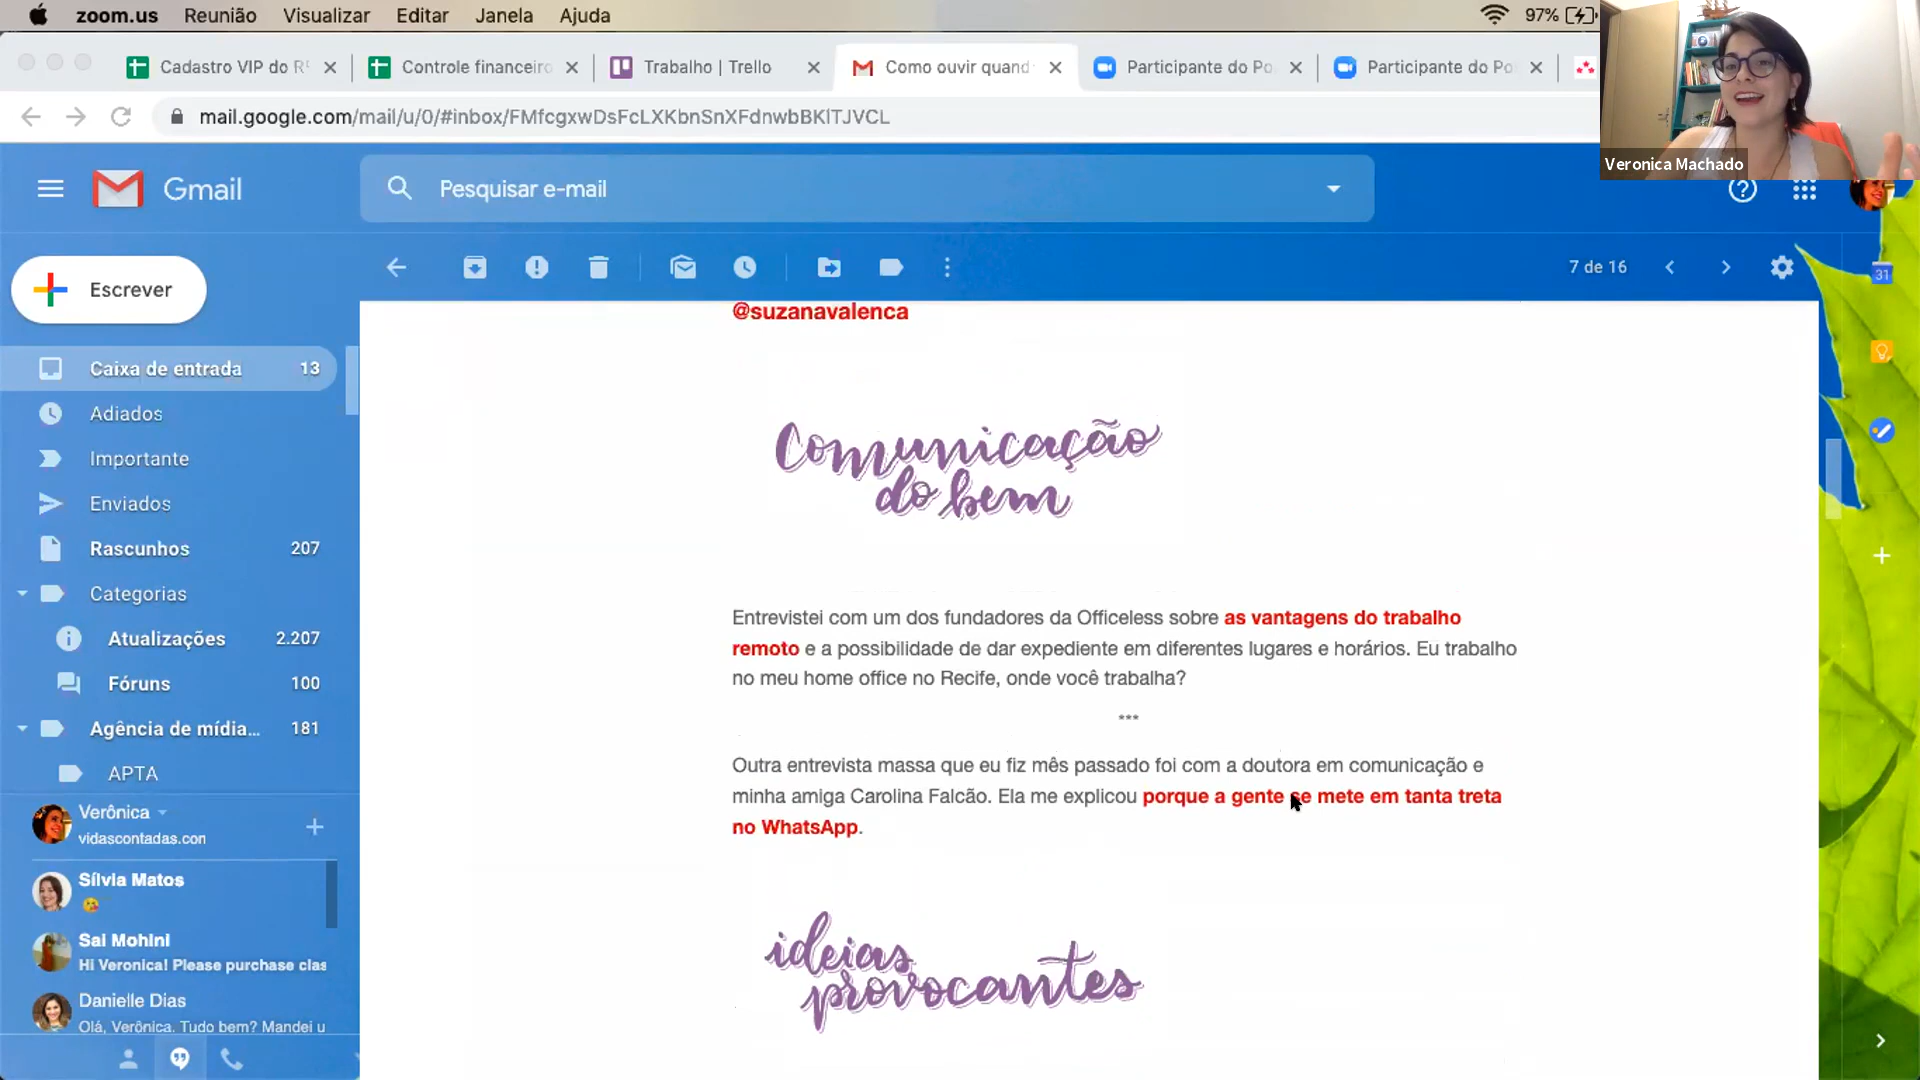 zoom.us Reunião Visualizar Editar Janela Ajuda 97%
Cadastro VIP do R Controle financeiro Trabalho | Trello Como ouvir quand Participante do Po Participante do Po
mail.google.com/mail/u/0/#inbox/FMfcgxwDsFcLXKbnSnXFdnwbBKlTJVCL
Veronica Machado
Gmail
Pesquisar e-mail
Escrever
7 de 16
31
Caixa de entrada 13
Adiados
Importante
Enviados
Rascunhos 207
Categorias
Atualizações 2.207
Fóruns 100
Agência de mídia... 181
APTA
Verônica
vidascontadas.con
Sílvia Matos
Sai Mohini
Hi Veronica! Please purchase clas
Danielle Dias
Olá, Verônica. Tudo bem? Mandei u
@suzanavalenca
Comunicação
do bem
Entrevistei com um dos fundadores da Officeless sobre as vantagens do trabalho
remoto e a possibilidade de dar expediente em diferentes lugares e horários. Eu trabalho
no meu home office no Recife, onde você trabalha?
***
Outra entrevista massa que eu fiz mês passado foi com a doutora em comunicação e
minha amiga Carolina Falcão. Ela me explicou porque a gente se mete em tanta treta
no WhatsApp.
ideias
provocantes